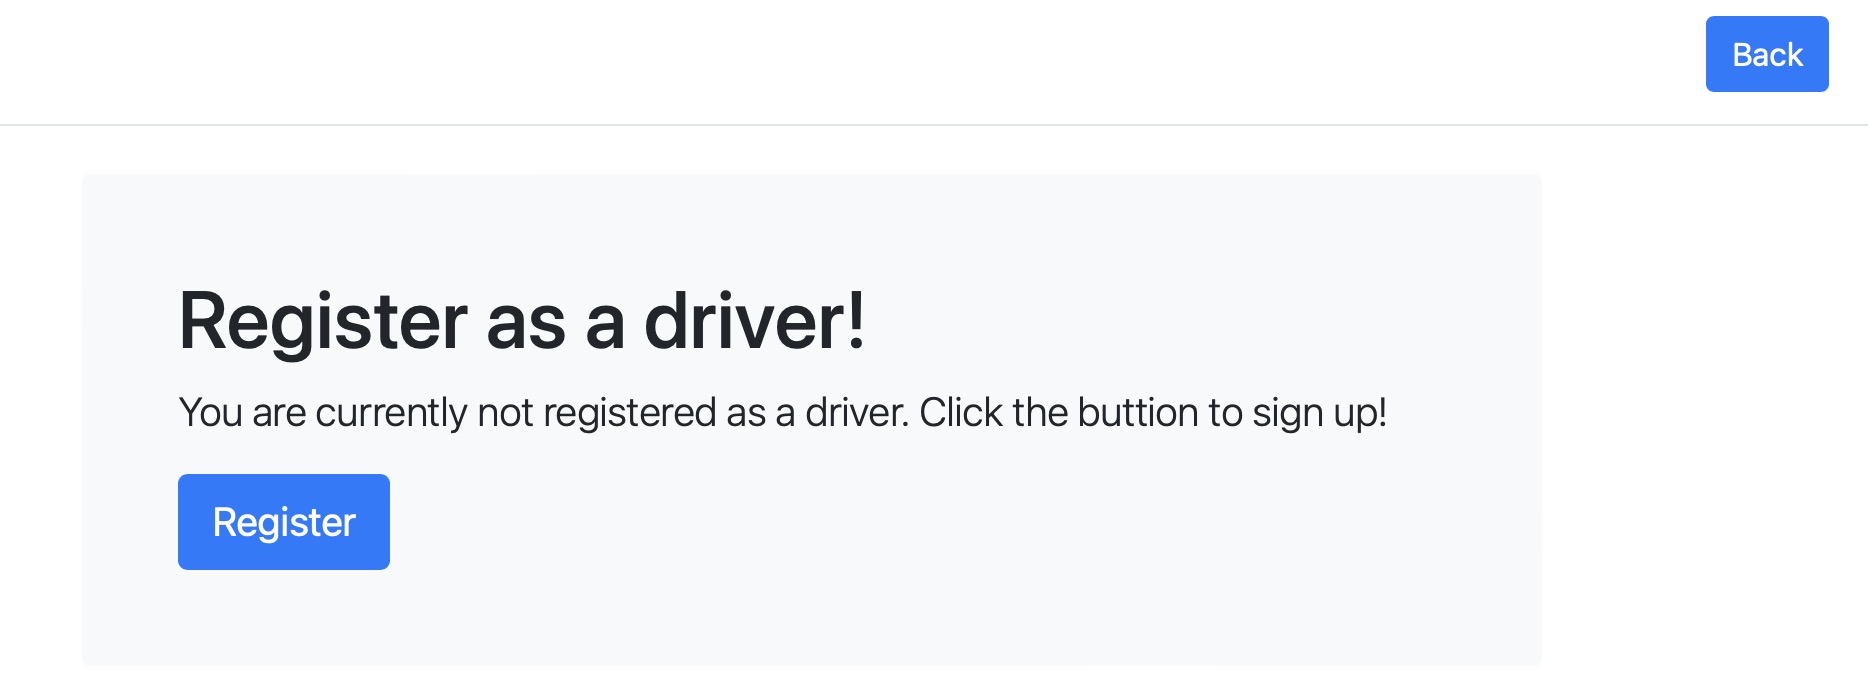 Back
Register as a driver!
You are currently not registered as a driver. Click the buttion to sign up!
Register